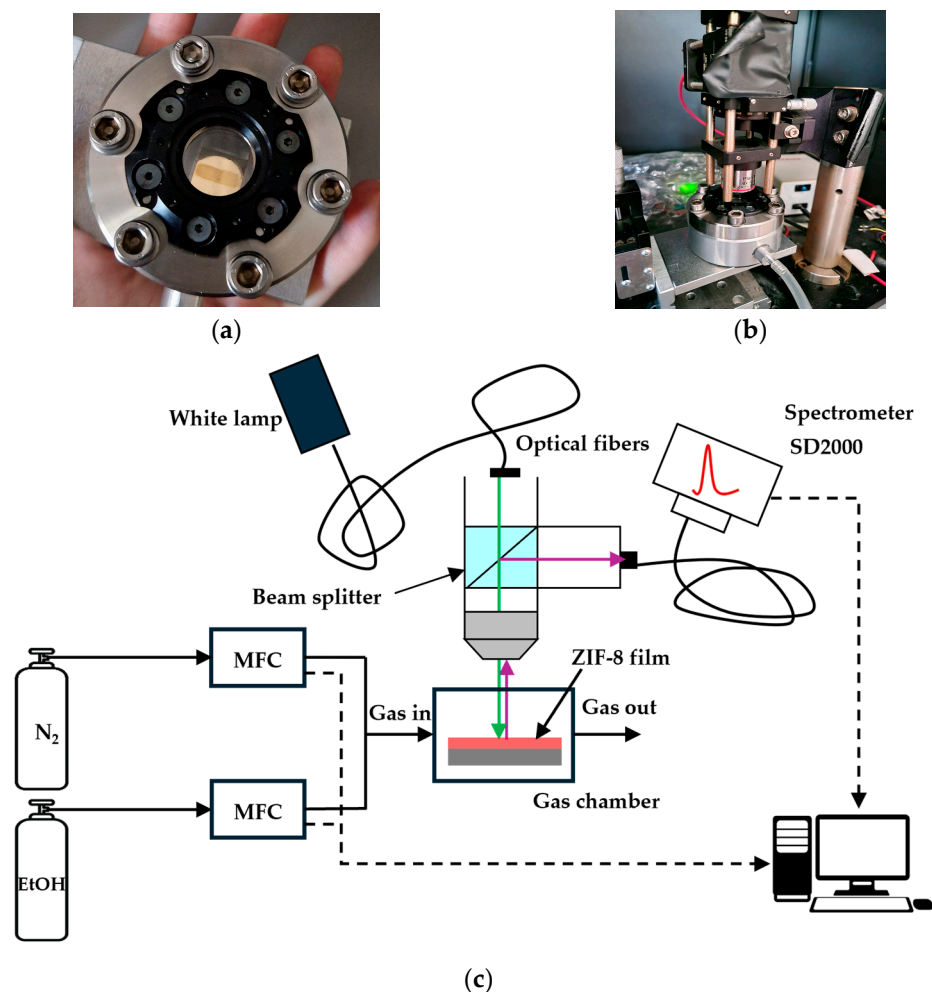 (a)
(b)
White lamp
Optical fibers
Spectrometer
SD2000
Beam splitter
MFC
N2
Gas in
ZIF-8 film
Gas out
MFC
Gas chamber
EtOH
(c)